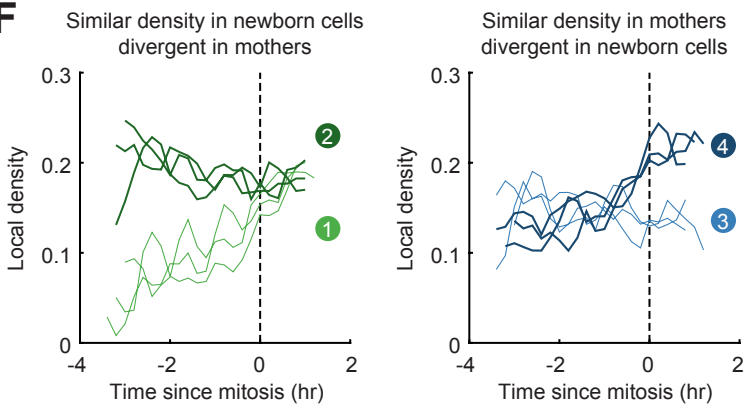 F
Similar density in newborn cells
divergent in mothers
0.3
0.2
0.1
0
Local density
2
1
-4
-2
0
2
Time since mitosis (hr)
Similar density in mothers
divergent in newborn cells
0.3
0.2
0.1
0
Local density
4
3
-4
-2
0
2
Time since mitosis (hr)